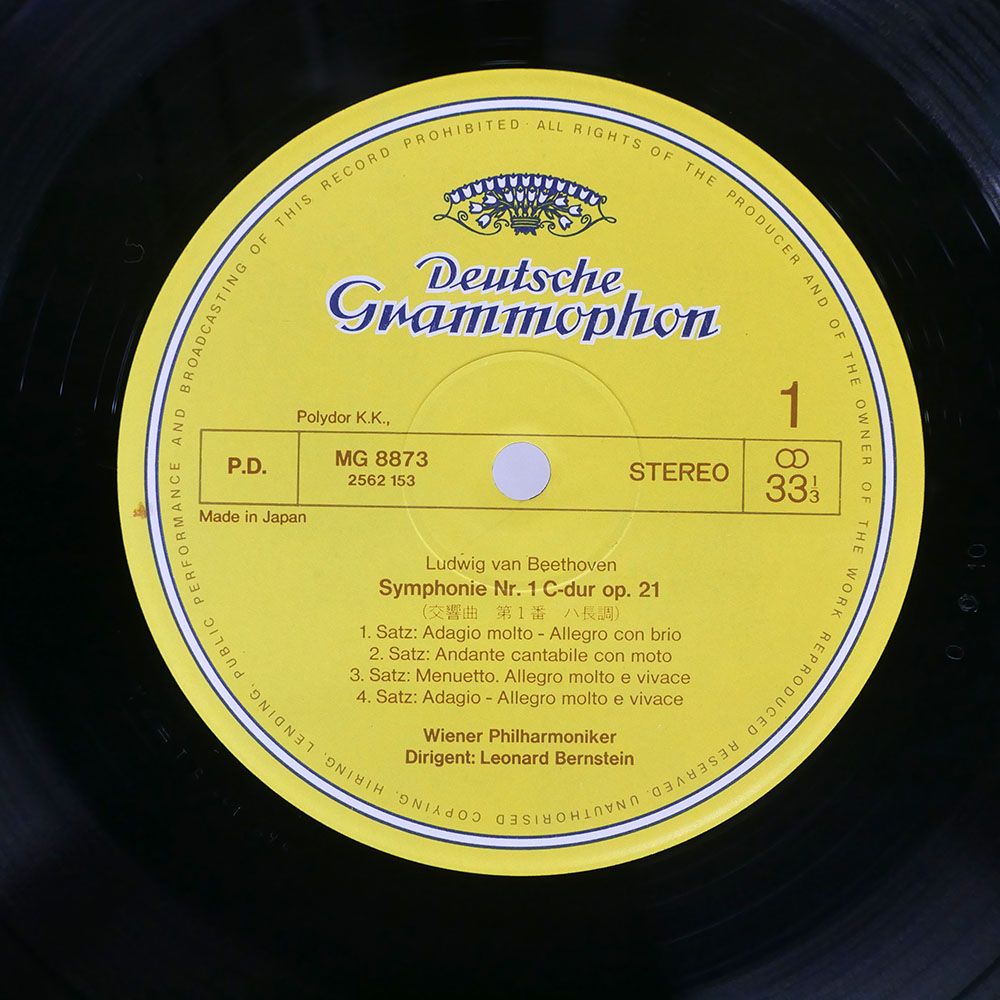 PERFORMANCE AND BROADCASTING OF THIS RECORD PROHIBITED · ALL RIGHTS OF THE PRODUCER AND OF THE OWNER OF THE WORK REPRODUCED RESERVED. UNAUTHORISED COPYING, HIRING, LENDING, PUBLIC
Deutsche
Grammophon
1
Polydor K.K.,
P.D.
MG 8873
2562 153
STEREO
33 1/3
Made in Japan
Ludwig van Beethoven
Symphonie Nr. 1 C-dur op. 21
(交響曲 第1番 ハ長調)
1. Satz: Adagio molto - Allegro con brio
2. Satz: Andante cantabile con moto
3. Satz: Menuetto. Allegro molto e vivace
4. Satz: Adagio - Allegro molto e vivace
Wiener Philharmoniker
Dirigent: Leonard Bernstein